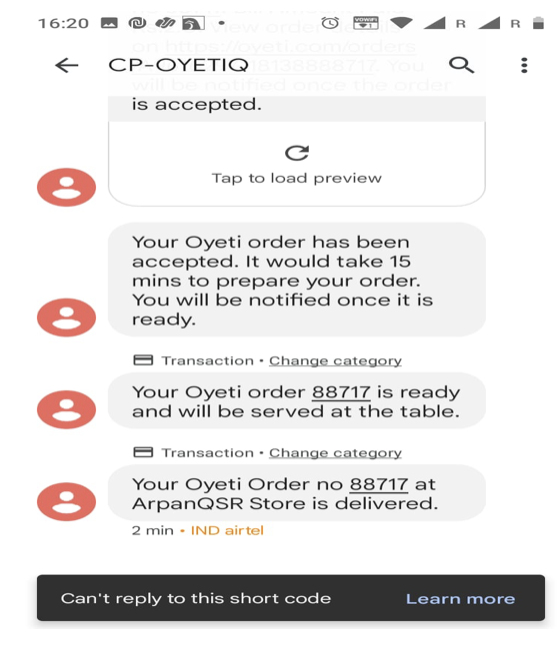 16:20
VOWIFI
R
R
view order
on https://oyeti.com/orders
CP-OYETIQ
18138888717. You
will be notified once the order
is accepted.
Tap to load preview
Your Oyeti order has been
accepted. It would take 15
mins to prepare your order.
You will be notified once it is
ready.
Transaction • Change category
Your Oyeti order 88717 is ready
and will be served at the table.
Transaction • Change category
Your Oyeti Order no 88717 at
ArpanQSR Store is delivered.
2 min • IND airtel
Can't reply to this short code
Learn more